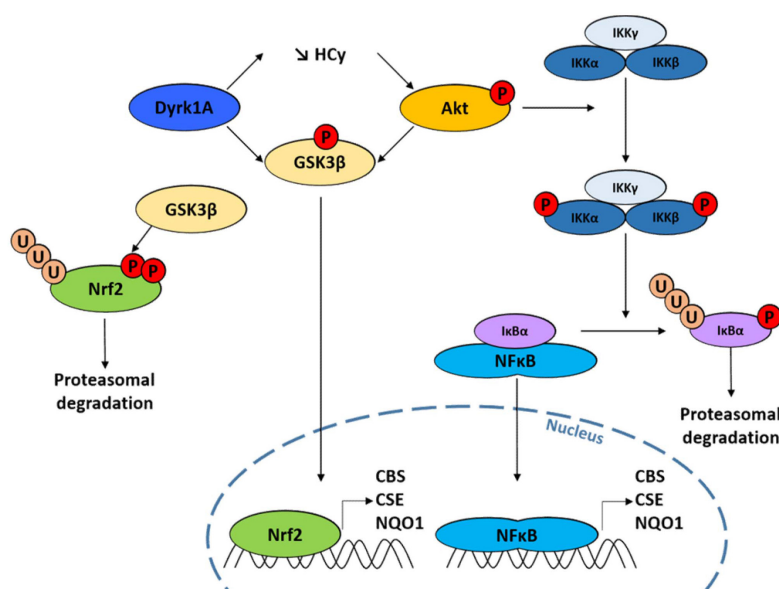 IKKγ
IKKα
IKKβ
↘ HCy
Dyrk1A
Akt
P
P
GSK3β
IKKγ
P
IKKα
IKKβ
P
GSK3β
U
U
U
P
P
Nrf2
U
U
U
P
IκBα
IκBα
NFκB
Proteasomal
degradation
Proteasomal
degradation
Nucleus
CBS
CSE
NQO1
Nrf2
CBS
CSE
NQO1
NFκB